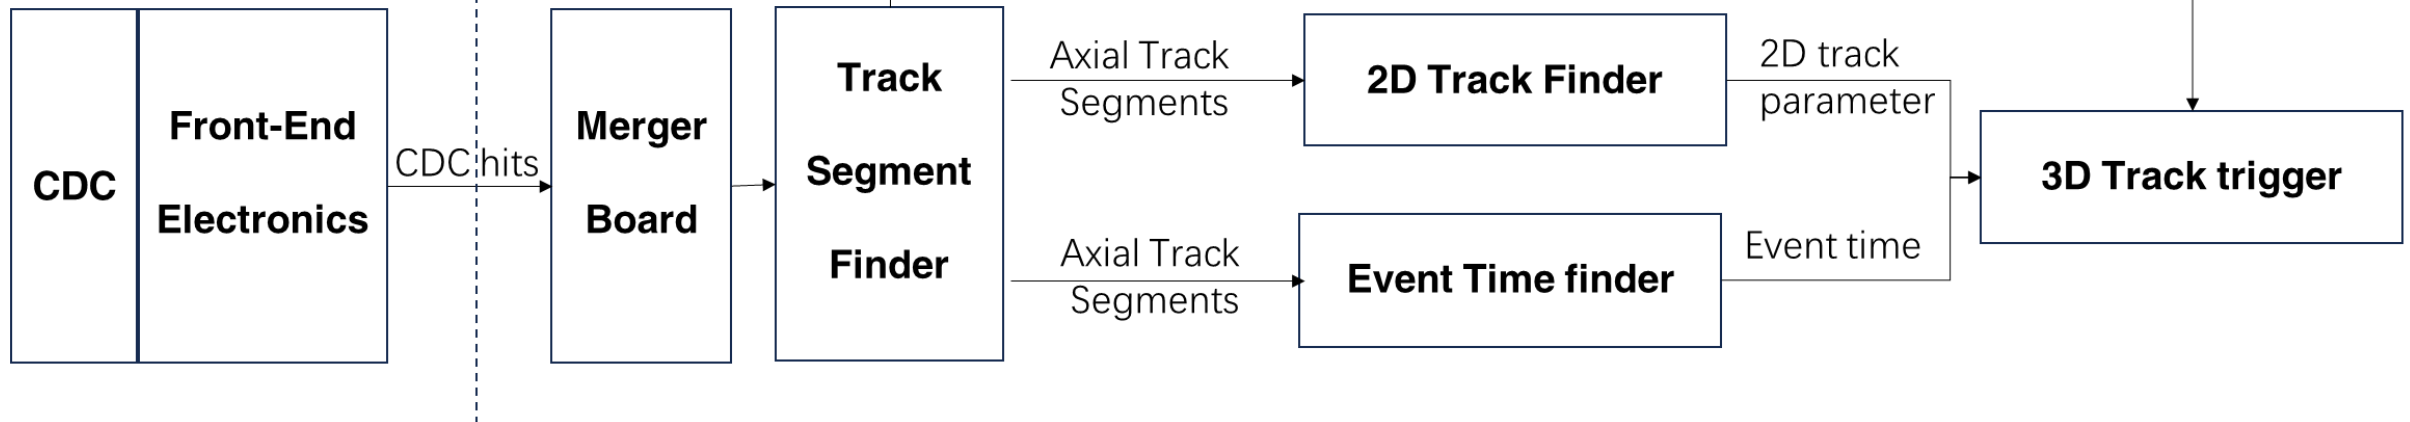 CDC
Front-End
Electronics
CDC hits
Merger
Board
Track
Segment
Finder
Axial Track
Segments
2D Track Finder
2D track
parameter
Axial Track
Segments
Event Time finder
Event time
3D Track trigger